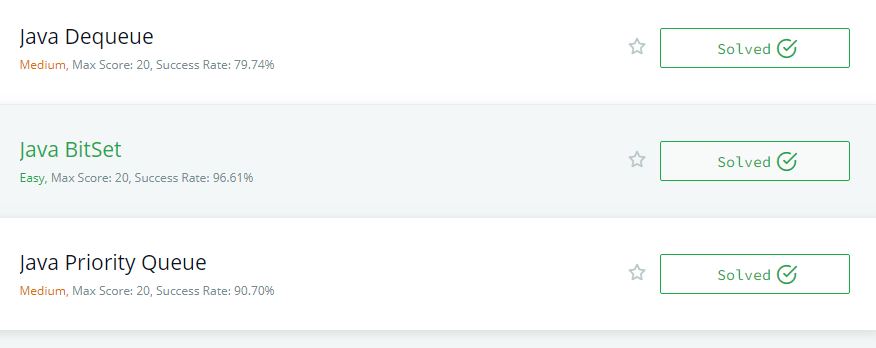 Java Dequeue
Medium, Max Score: 20, Success Rate: 79.74%
Solved
Java BitSet
Easy, Max Score: 20, Success Rate: 96.61%
Solved
Java Priority Queue
Medium, Max Score: 20, Success Rate: 90.70%
Solved